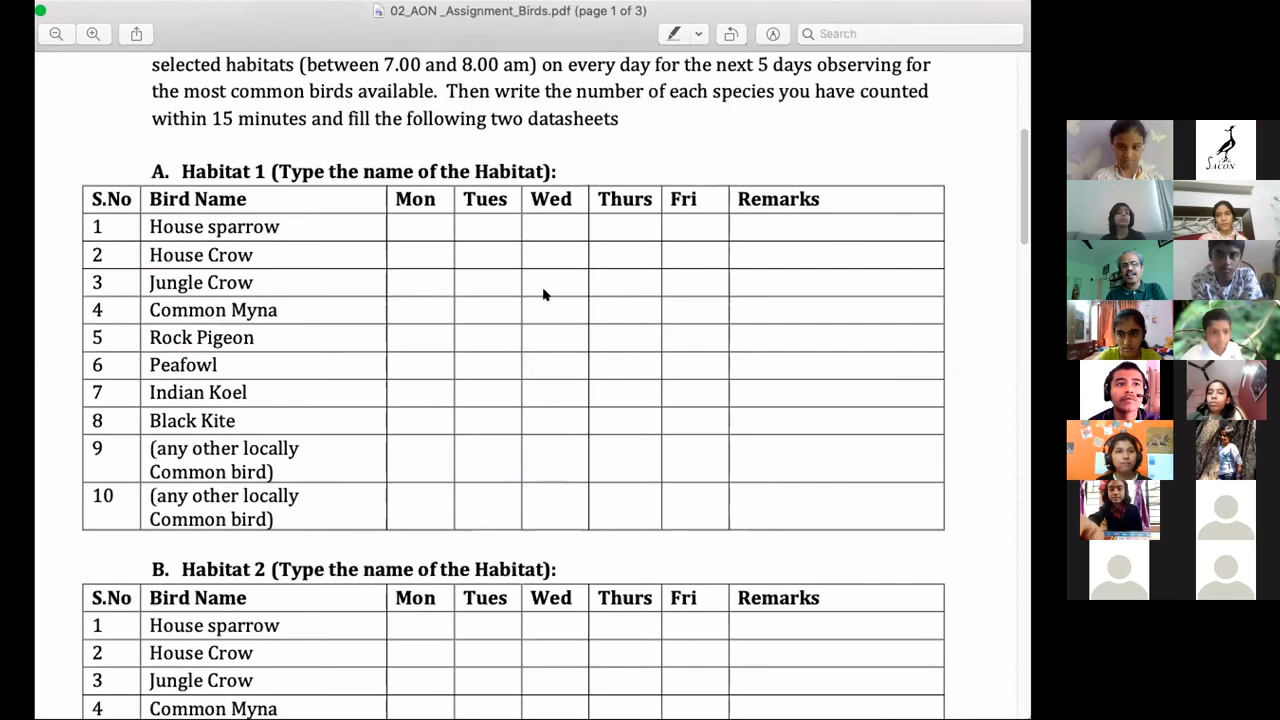 02_AON _Assignment_Birds.pdf (page 1 of 3)
Search
selected habitats (between 7.00 and 8.00 am) on every day for the next 5 days observing for
the most common birds available. Then write the number of each species you have counted
within 15 minutes and fill the following two datasheets
A. Habitat 1 (Type the name of the Habitat):
S.No Bird Name Mon Tues Wed Thurs Fri Remarks
1 House sparrow
2 House Crow
3 Jungle Crow
4 Common Myna
5 Rock Pigeon
6 Peafowl
7 Indian Koel
8 Black Kite
9 (any other locally
Common bird)
10 (any other locally
Common bird)
B. Habitat 2 (Type the name of the Habitat):
S.No Bird Name Mon Tues Wed Thurs Fri Remarks
1 House sparrow
2 House Crow
3 Jungle Crow
4 Common Myna
SACON